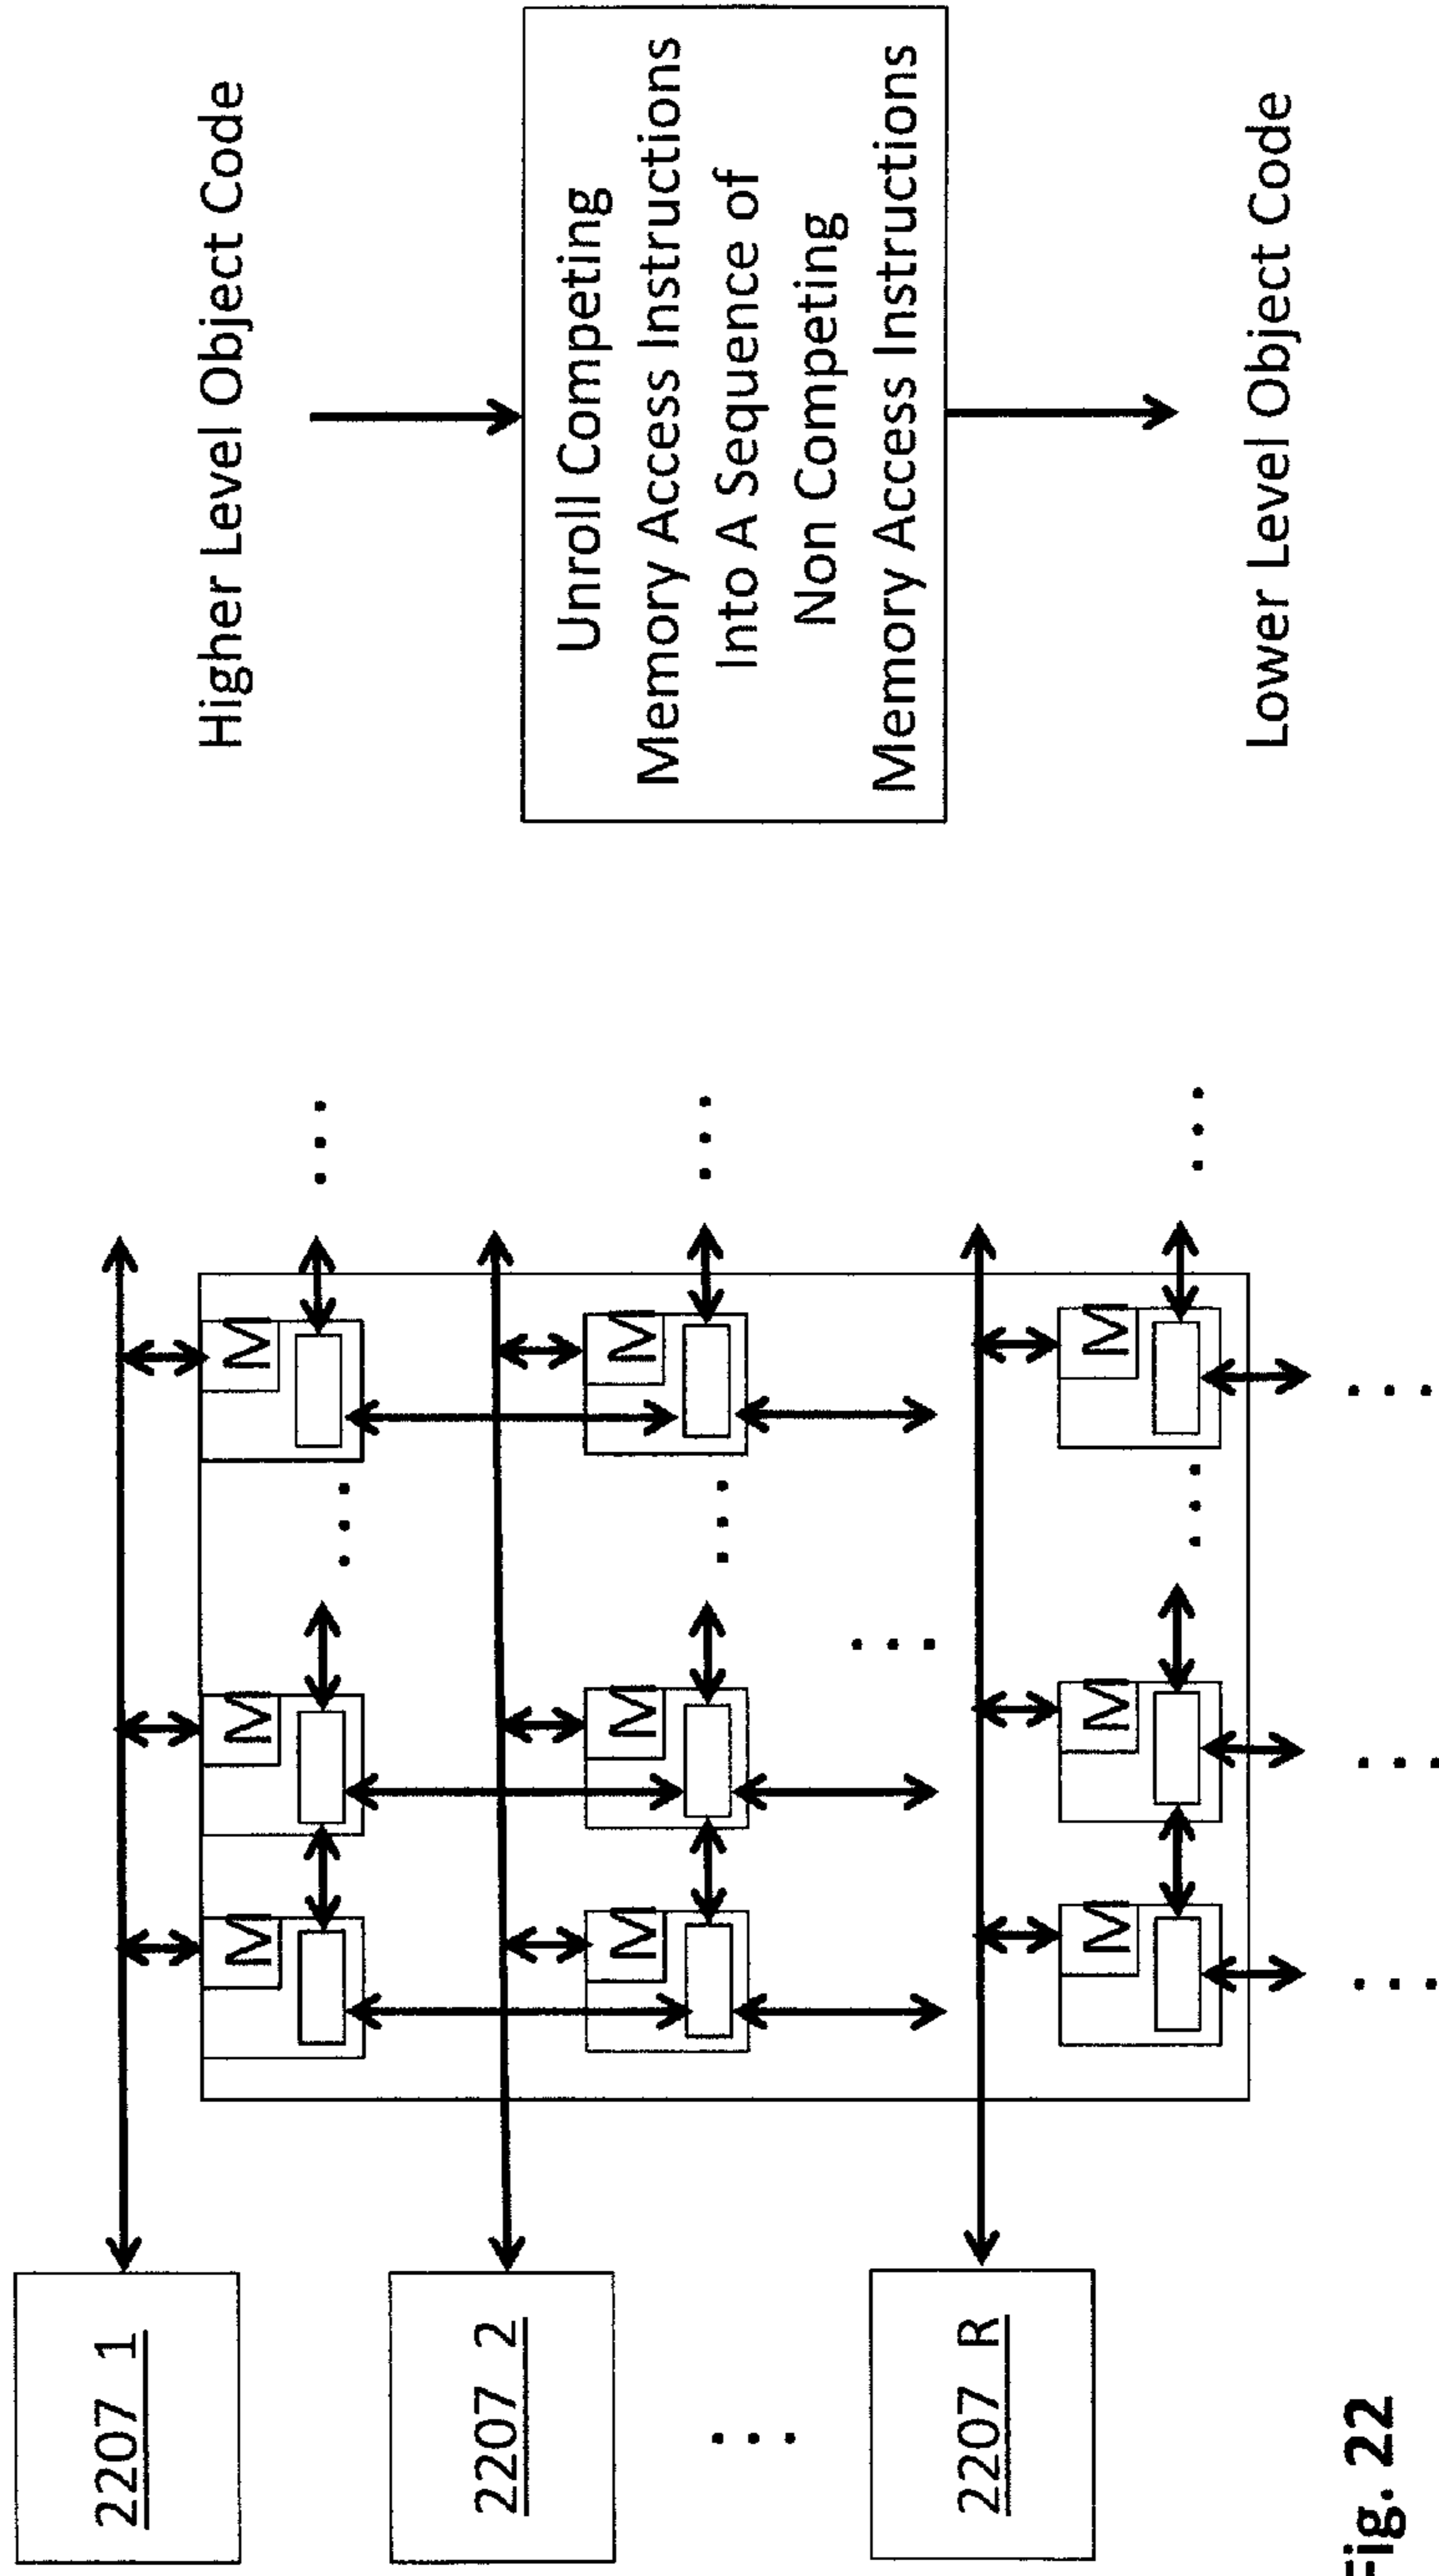 2207_1
2207_2
2207_R
M M M
M M M
M M M
Higher Level Object Code
Unroll Competing
Memory Access Instructions
Into A Sequence of
Non Competing
Memory Access Instructions
Lower Level Object Code
Fig. 22